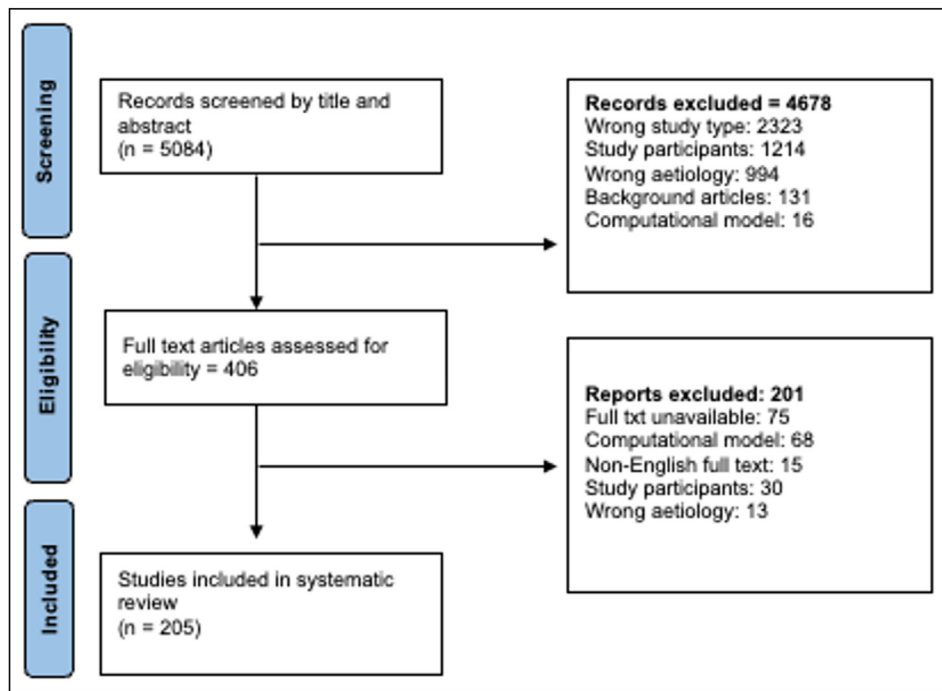 Screening
Records screened by title and
abstract
(n = 5084)
Records excluded = 4678
Wrong study type: 2323
Study participants: 1214
Wrong aetiology: 994
Background articles: 131
Computational model: 16
Eligibility
Full text articles assessed for
eligibility = 406
Reports excluded: 201
Full txt unavailable: 75
Computational model: 68
Non-English full text: 15
Study participants: 30
Wrong aetiology: 13
Included
Studies included in systematic
review
(n = 205)